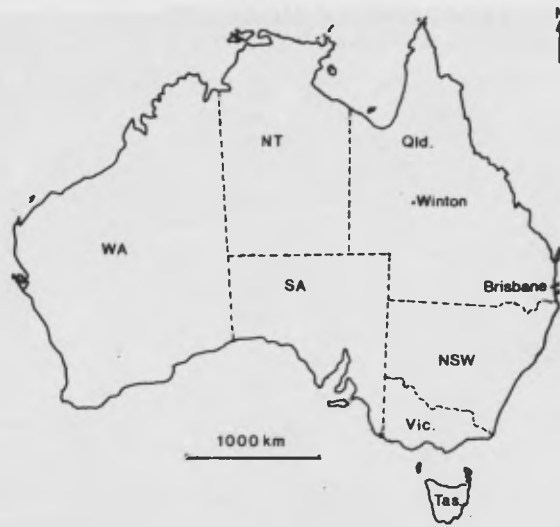 N
NT
Qld.
Winton
WA
Brisbane
SA
NSW
Vic.
1000 km
Tas.